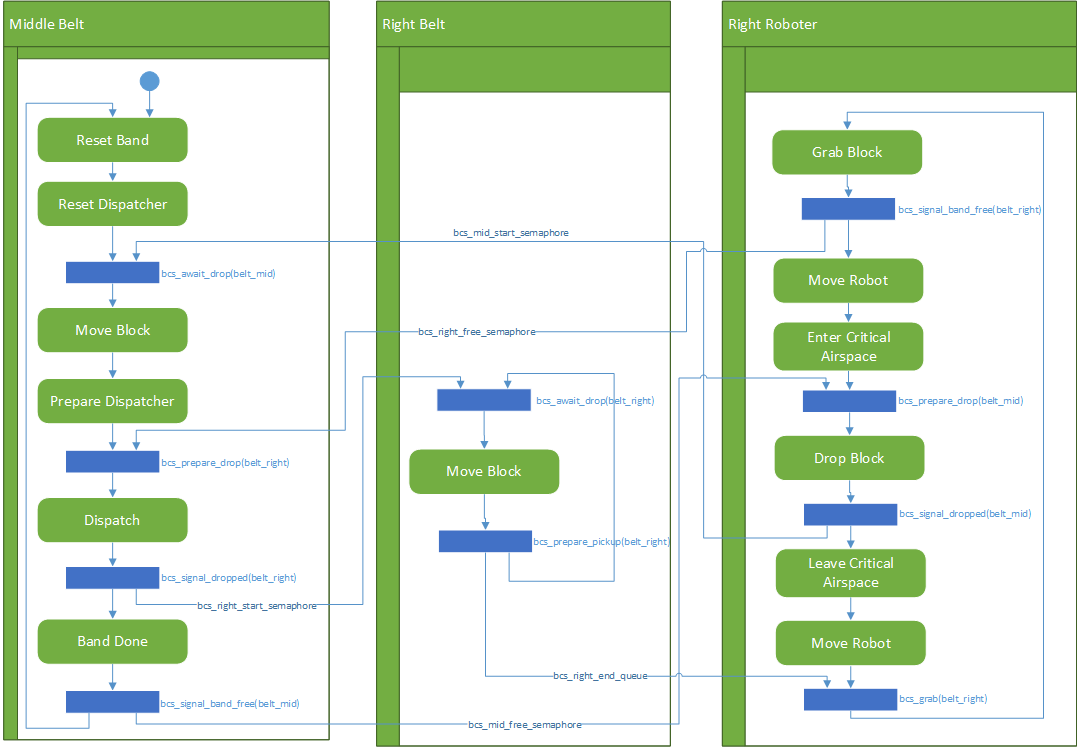 Middle Belt
Right Belt
Right Roboter
Reset Band
Reset Dispatcher
bcs_await_drop(belt_mid)
Move Block
Prepare Dispatcher
bcs_prepare_drop(belt_right)
Dispatch
bcs_signal_dropped(belt_right)
bcs_right_start_semaphore
Band Done
bcs_signal_band_free(belt_mid)
bcs_mid_start_semaphore
bcs_right_free_semaphore
bcs_await_drop(belt_right)
Move Block
bcs_prepare_pickup(belt_right)
bcs_right_end_queue
bcs_mid_free_semaphore
Grab Block
bcs_signal_band_free(belt_right)
Move Robot
Enter Critical
Airspace
bcs_prepare_drop(belt_mid)
Drop Block
bcs_signal_dropped(belt_mid)
Leave Critical
Airspace
Move Robot
bcs_grab(belt_right)